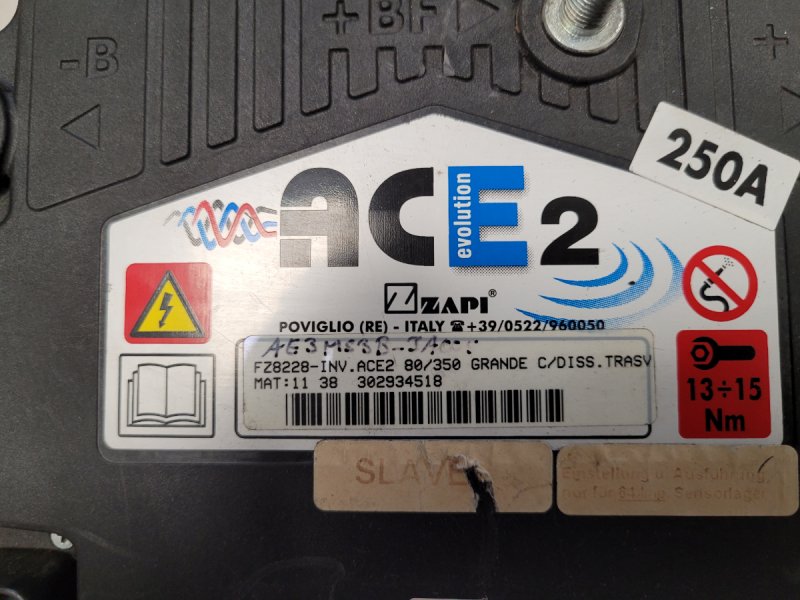 -B
+BF
+
250A
ACE 2
evolution
ZAPI®
POVIGLIO (RE) - ITALY ☎+39/0522/960050
FZ8228-INV.ACE2 80/350 GRANDE C/DISS.TRASV
MAT:11 38 302934518
13÷15
Nm
SLAVE
Einstellung u. Ausführung
nur für Sensorlager